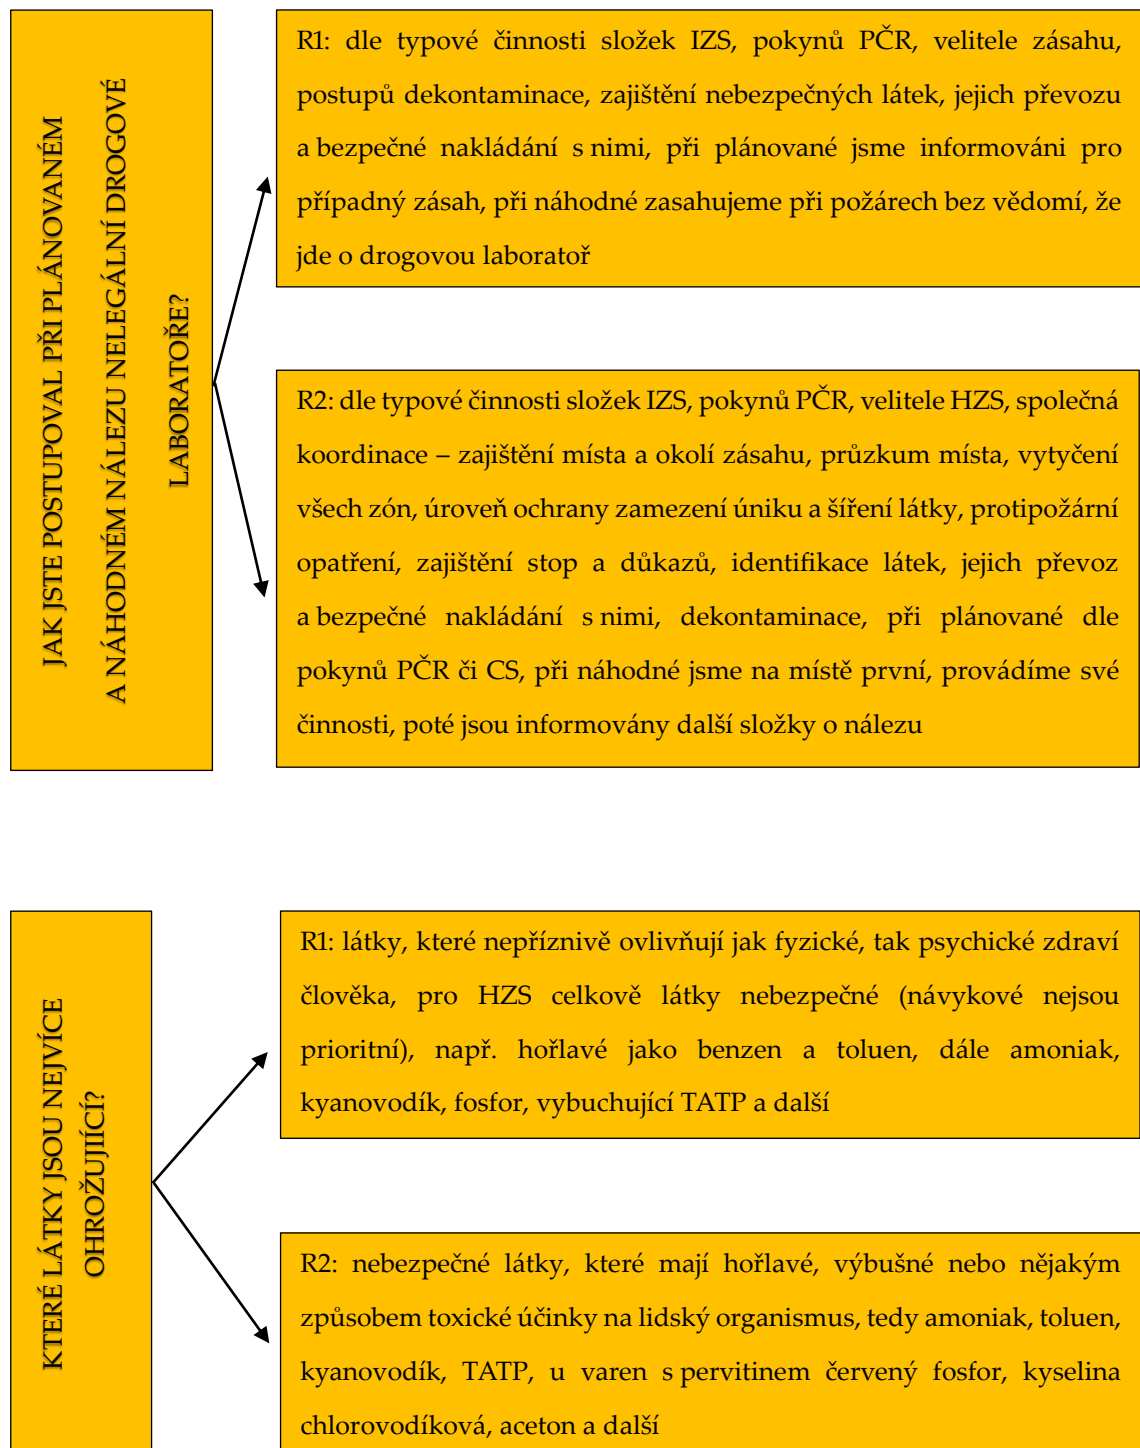 JAK JSTE POSTUPOVAL PŘI PLÁNOVANÉM
A NÁHODNÉM NÁLEZU NELEGÁLNÍ DROGOVÉ
LABORATOŘE?
R1: dle typové činnosti složek IZS, pokynů PČR, velitele zásahu,
postupů dekontaminace, zajištění nebezpečných látek, jejich převozu
a bezpečné nakládání s nimi, při plánované jsme informováni pro
případný zásah, při náhodné zasahujeme při požárech bez vědomí, že
jde o drogovou laboratoř
R2: dle typové činnosti složek IZS, pokynů PČR, velitele HZS, společná
koordinace – zajištění místa a okolí zásahu, průzkum místa, vytyčení
všech zón, úroveň ochrany zamezení úniku a šíření látky, protipožární
opatření, zajištění stop a důkazů, identifikace látek, jejich převoz
a bezpečné nakládání s nimi, dekontaminace, při plánované dle
pokynů PČR či CS, při náhodné jsme na místě první, provádíme své
činnosti, poté jsou informovány další složky o nálezu
KTERÉ LÁTKY JSOU NEJVÍCE
OHROŽUJIÍCÍ?
R1: látky, které nepříznivě ovlivňují jak fyzické, tak psychické zdraví
člověka, pro HZS celkově látky nebezpečné (návykové nejsou
prioritní), např. hořlavé jako benzen a toluen, dále amoniak,
kyanovodík, fosfor, vybuchující TATP a další
R2: nebezpečné látky, které mají hořlavé, výbušné nebo nějakým
způsobem toxické účinky na lidský organismus, tedy amoniak, toluen,
kyanovodík, TATP, u varen s pervitinem červený fosfor, kyselina
chlorovodíková, aceton a další